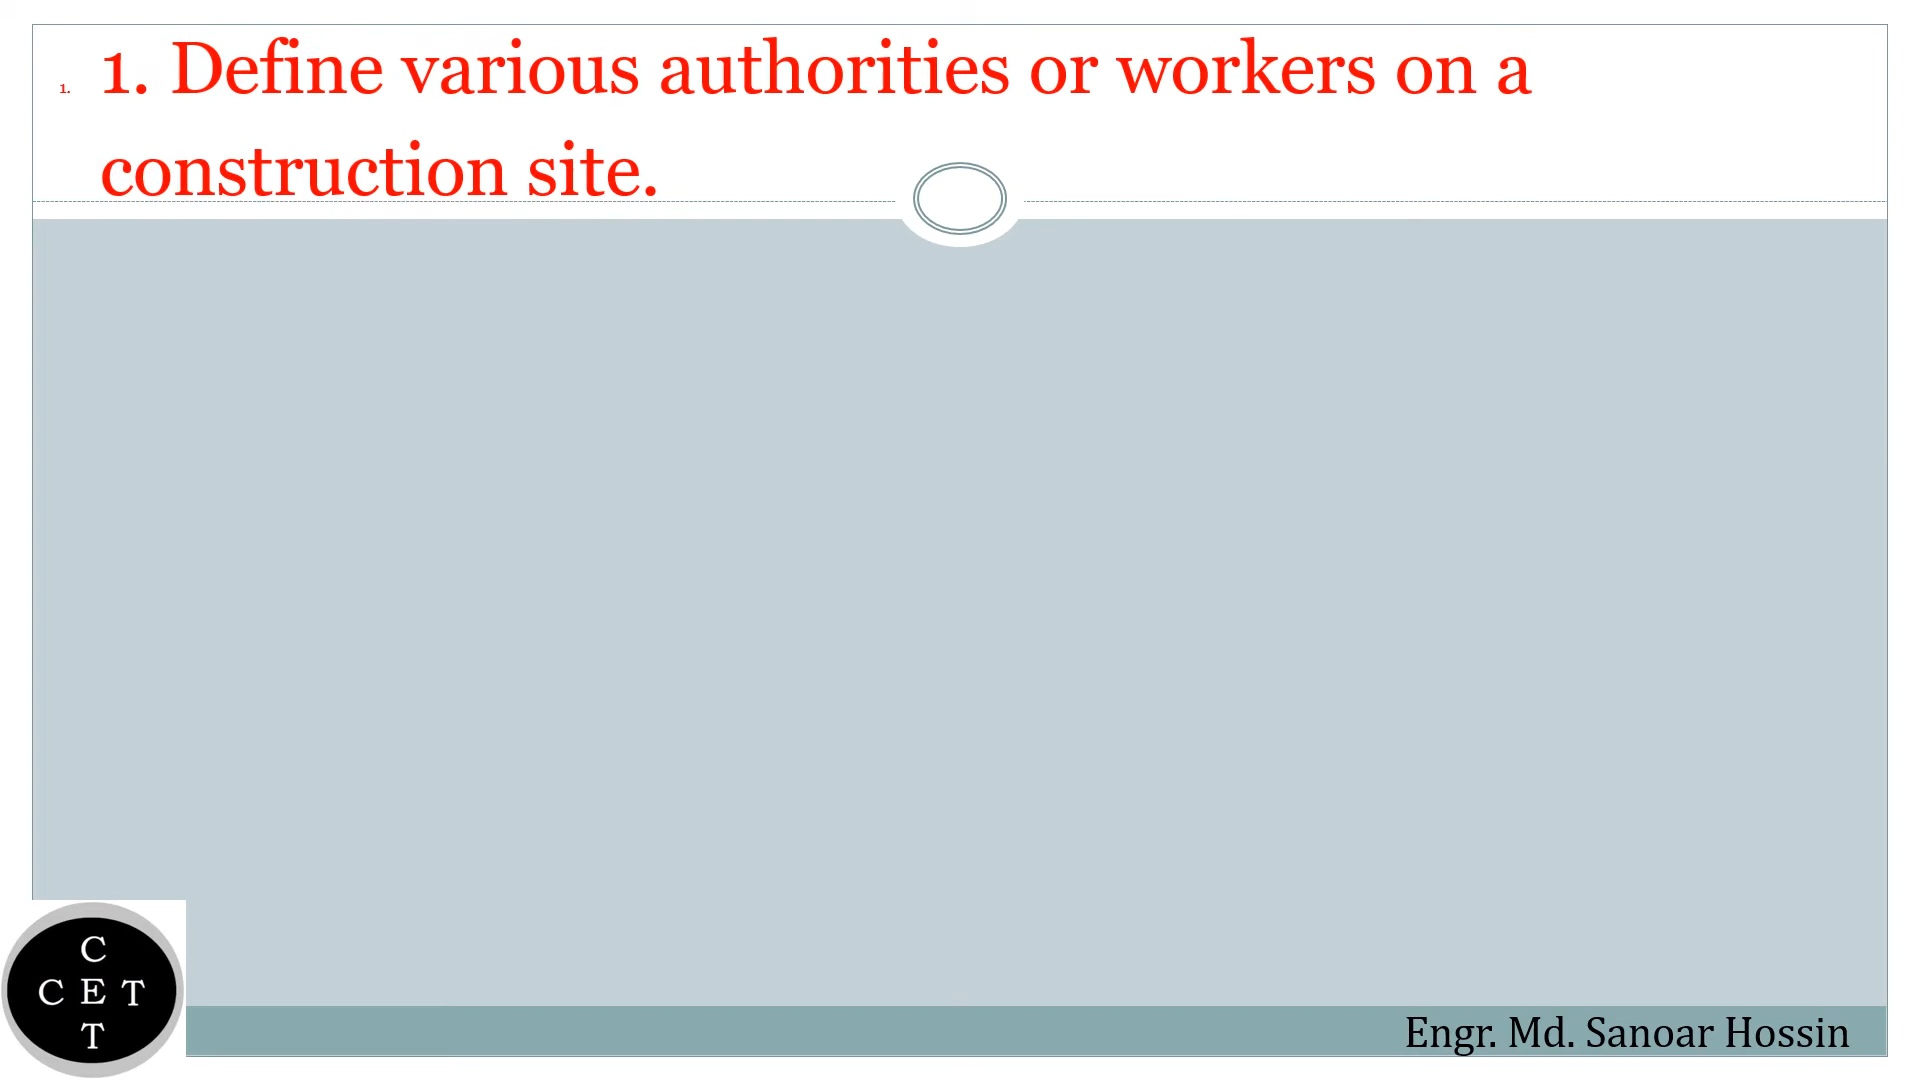 1. 1. Define various authorities or workers on a
construction site.
C
C E T
T
Engr. Md. Sanoar Hossin